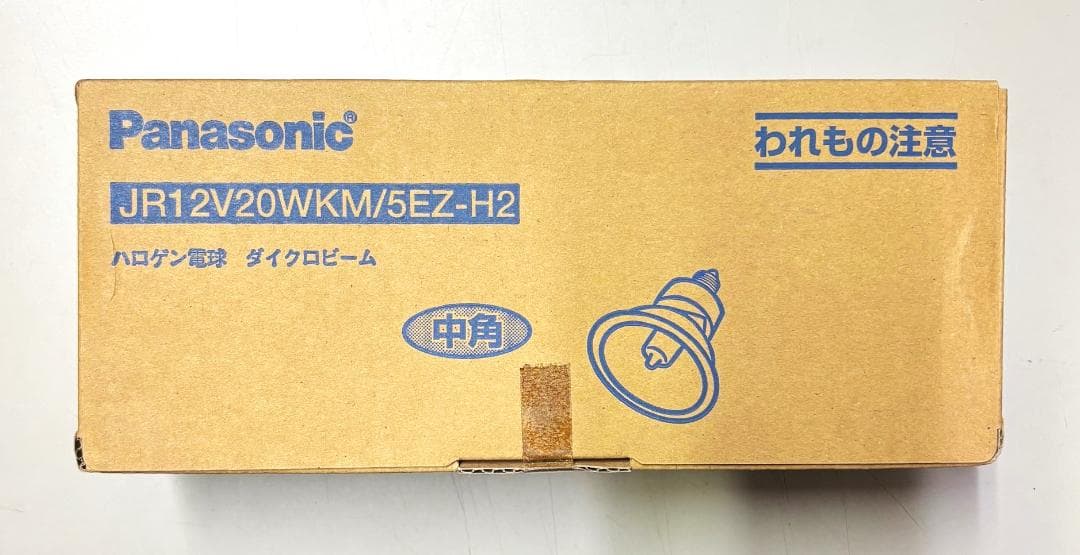 Panasonic®
われもの注意
JR12V20WKM/5EZ-H2
ハロゲン電球 ダイクロビーム
中角